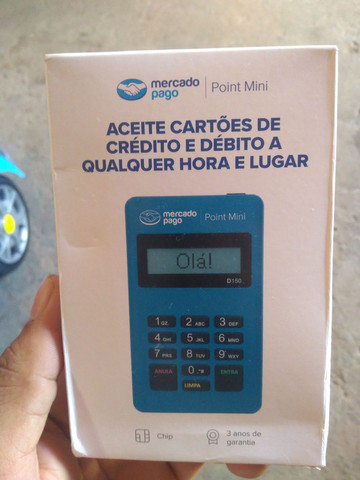 mercado pago | Point Mini
ACEITE CARTÕES DE
CRÉDITO E DÉBITO A
QUALQUER HORA E LUGAR
mercado pago | Point Mini
Olá!
D150
1 QZ 2 ABC 3 DEF
4 GHI 5 JKL 6 MNO
7 PRS 8 TUV 9 WXY
ANULA 0 .*# ENTRA
LIMPA
Chip
3 anos de
garantia